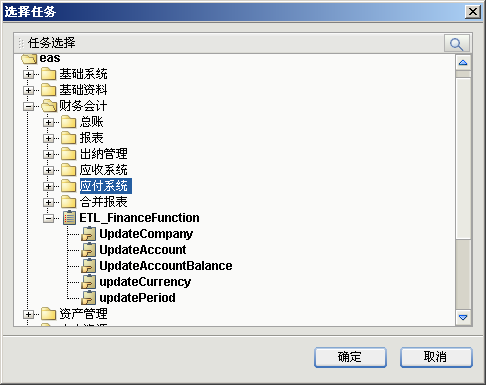 选择任务
任务选择
eas
基础系统
基础资料
财务会计
总账
报表
出纳管理
应收系统
应付系统
合并报表
ETL_FinanceFunction
UpdateCompany
UpdateAccount
UpdateAccountBalance
updateCurrency
updatePeriod
资产管理
确定
取消